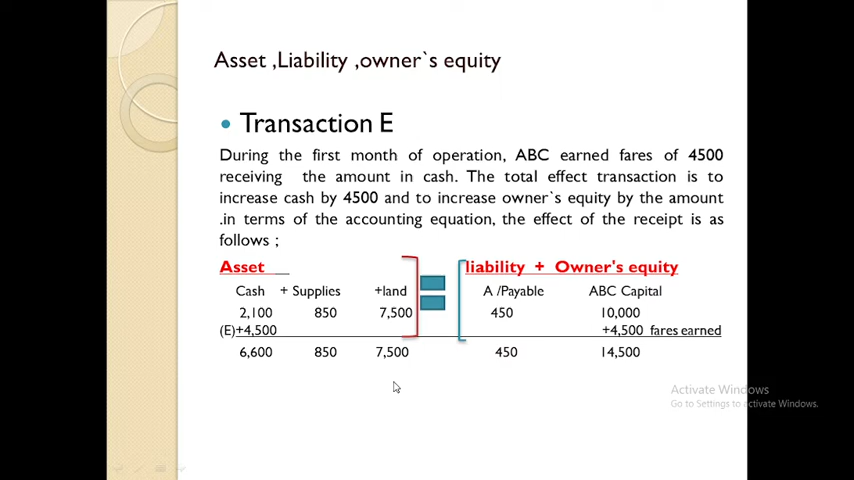 Asset ,Liability ,owner`s equity
• Transaction E
During the first month of operation, ABC earned fares of 4500
receiving the amount in cash. The total effect transaction is to
increase cash by 4500 and to increase owner`s equity by the amount
.in terms of the accounting equation, the effect of the receipt is as
follows ;
Asset liability + Owner's equity
Cash + Supplies +land A /Payable ABC Capital
2,100 850 7,500 450 10,000
(E)+4,500 +4,500 fares earned
6,600 850 7,500 450 14,500
Activate Windows
Go to Settings to activate Windows.